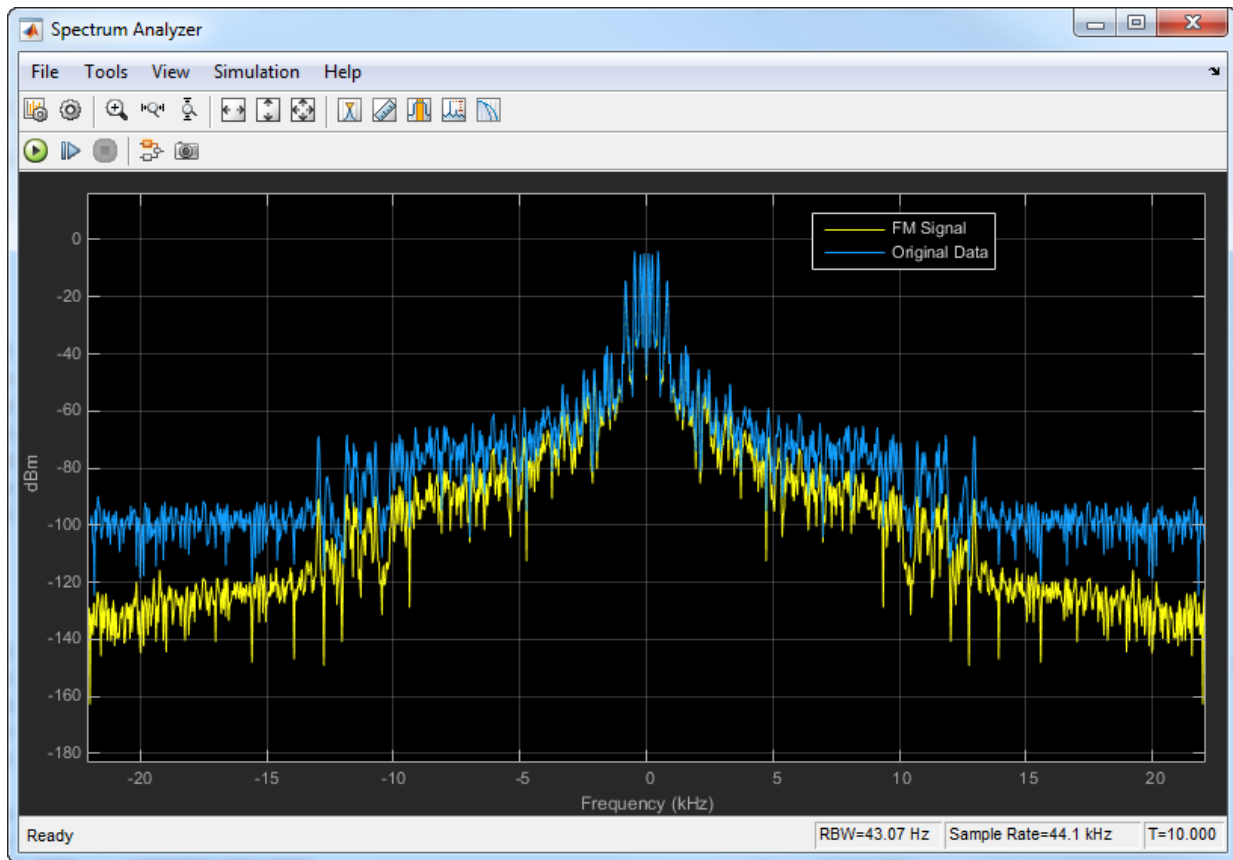 Spectrum Analyzer
File Tools View Simulation Help
FM Signal
Original Data
0
-20
-40
-60
-80
-100
-120
-140
-160
-180
dBm
-20 -15 -10 -5 0 5 10 15 20
Frequency (kHz)
Ready RBW=43.07 Hz Sample Rate=44.1 kHz T=10.000